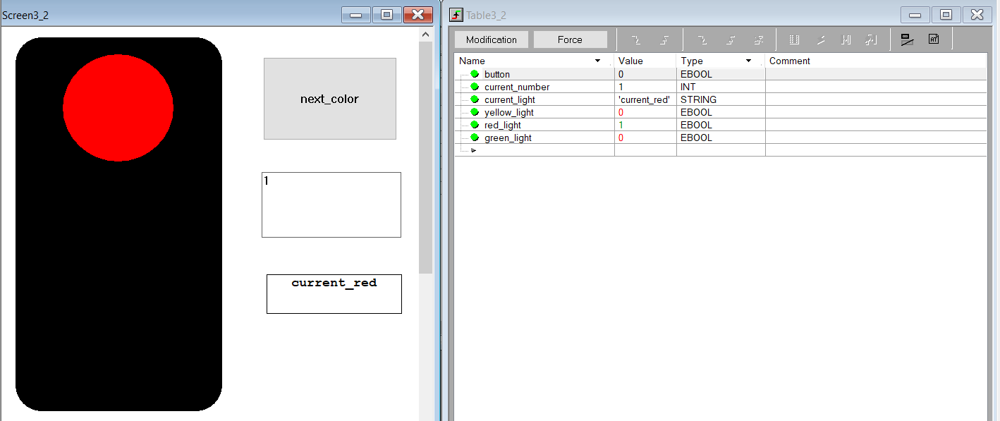 Screen3_2
next_color
1
current_red
Table3_2
Modification Force
Name Value Type Comment
button 0 EBOOL
current_number 1 INT
current_light 'current_red' STRING
yellow_light 0 EBOOL
red_light 1 EBOOL
green_light 0 EBOOL